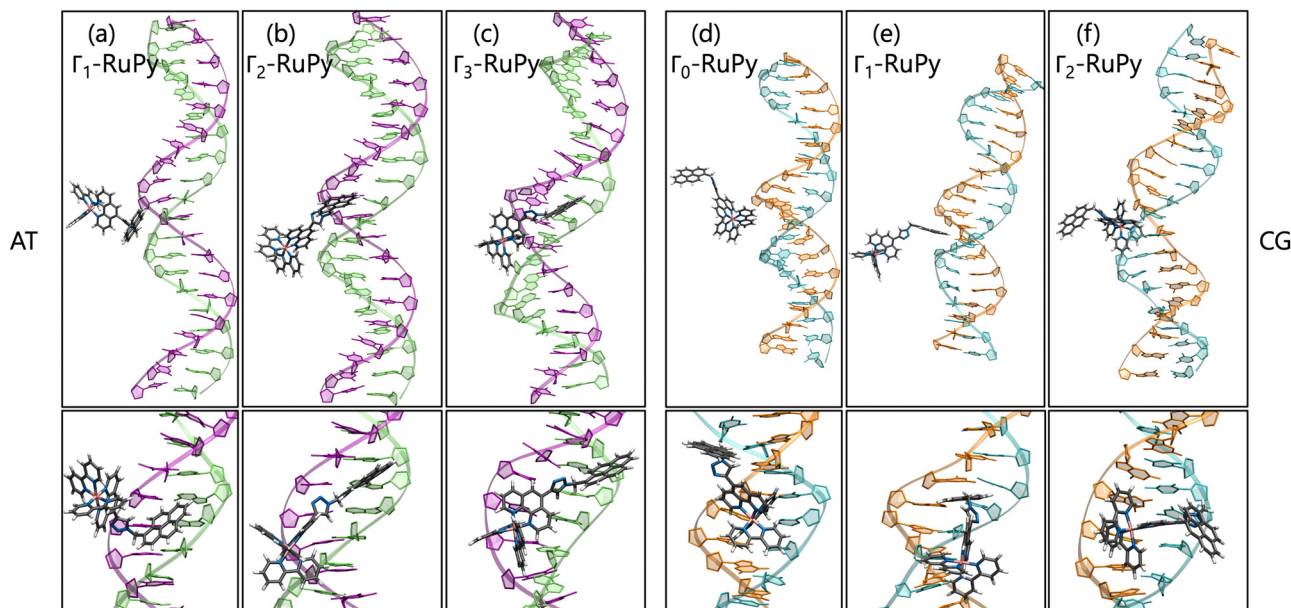 (a)
Γ₁-RuPy
(b)
Γ₂-RuPy
(c)
Γ₃-RuPy
(d)
Γ₀-RuPy
(e)
Γ₁-RuPy
(f)
Γ₂-RuPy
AT
CG